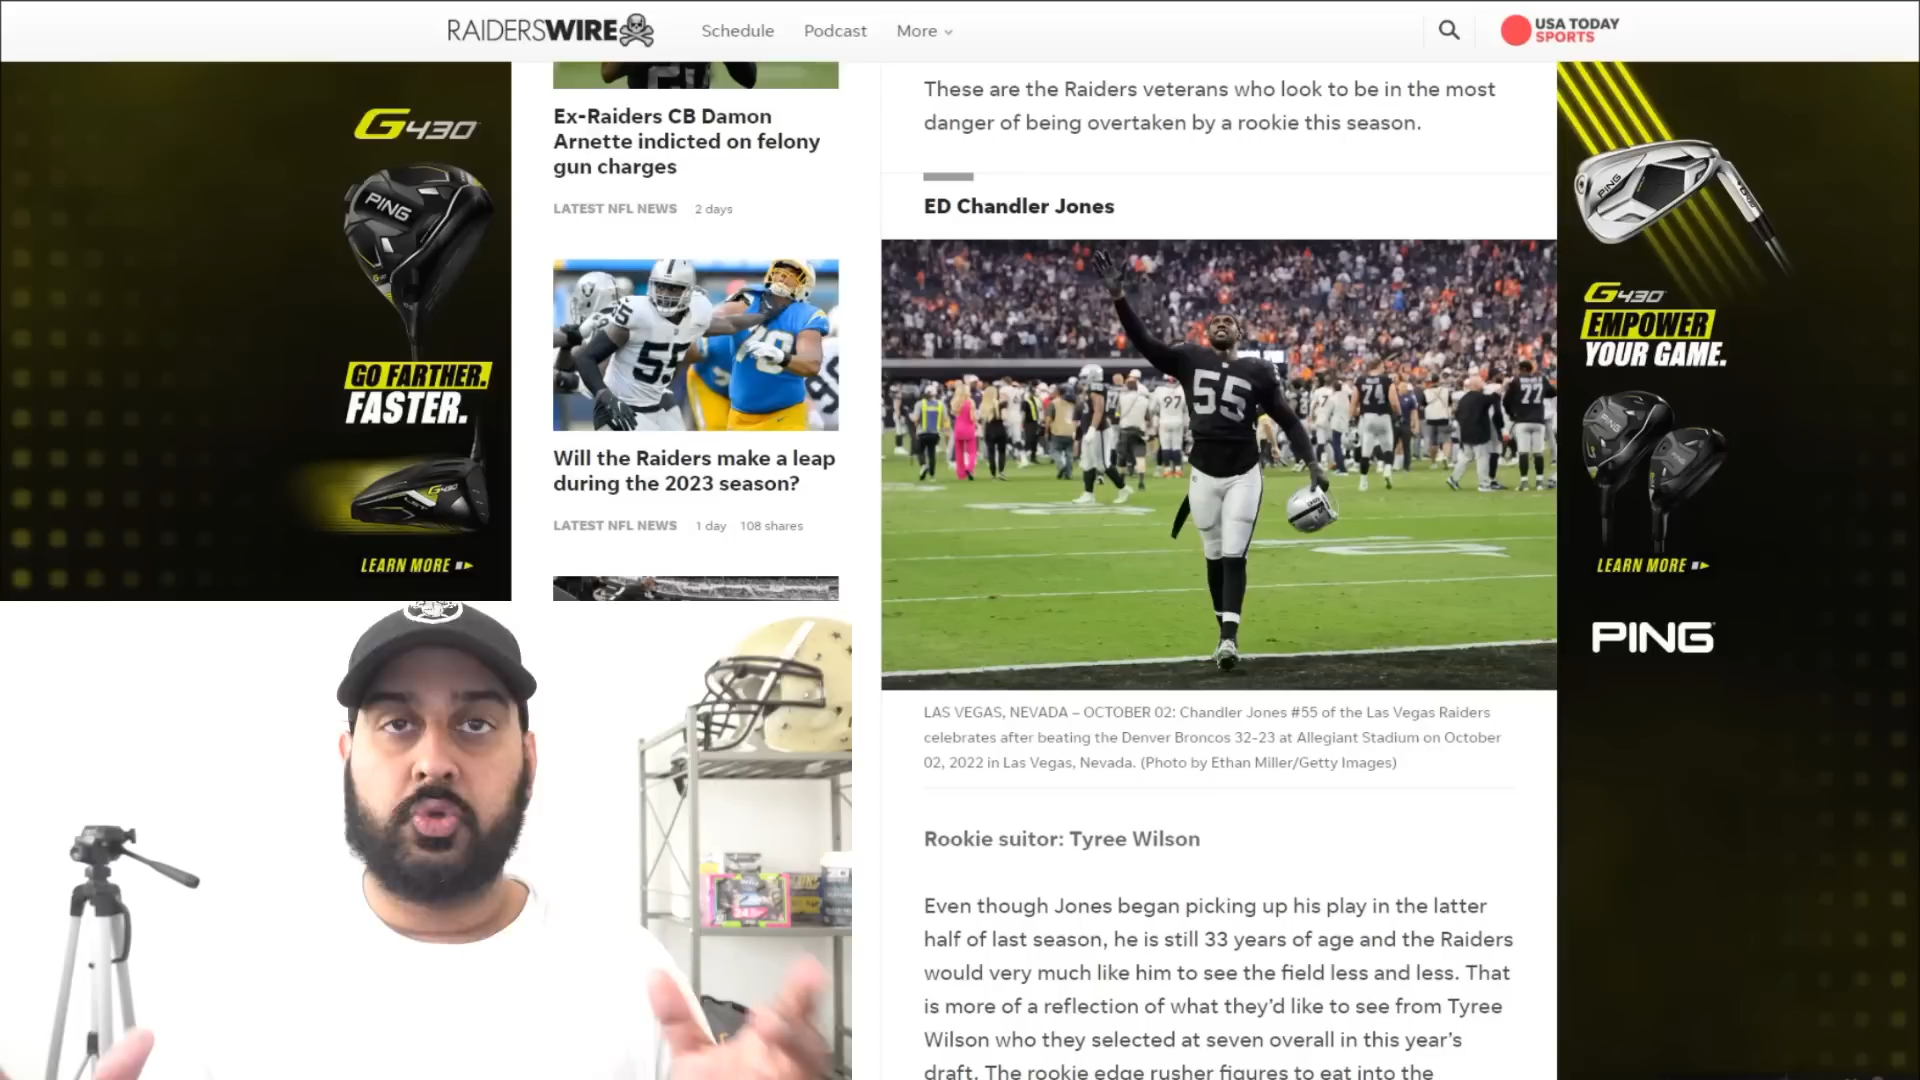 RAIDERSWIRE
Schedule
Podcast
More
USA TODAY
SPORTS
G430
PING
GO FARTHER.
FASTER.
G430
LEARN MORE
Ex-Raiders CB Damon
Arnette indicted on felony
gun charges
LATEST NFL NEWS 2 days
55
Will the Raiders make a leap
during the 2023 season?
LATEST NFL NEWS 1 day 108 shares
These are the Raiders veterans who look to be in the most
danger of being overtaken by a rookie this season.
ED Chandler Jones
55
97
74
77
LAS VEGAS, NEVADA – OCTOBER 02: Chandler Jones #55 of the Las Vegas Raiders
celebrates after beating the Denver Broncos 32-23 at Allegiant Stadium on October
02, 2022 in Las Vegas, Nevada. (Photo by Ethan Miller/Getty Images)
Rookie suitor: Tyree Wilson
Even though Jones began picking up his play in the latter
half of last season, he is still 33 years of age and the Raiders
would very much like him to see the field less and less. That
is more of a reflection of what they’d like to see from Tyree
Wilson who they selected at seven overall in this year’s
draft. The rookie edge rusher figures to eat into the
PING
G430
EMPOWER
YOUR GAME.
LEARN MORE
PING